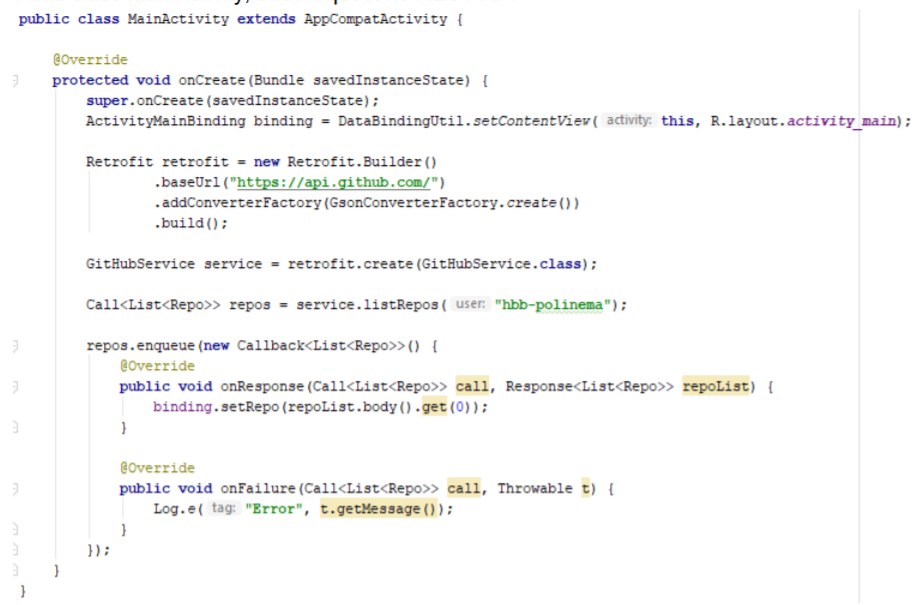 public class MainActivity extends AppCompatActivity {
@Override
protected void onCreate(Bundle savedInstanceState) {
super.onCreate(savedInstanceState);
ActivityMainBinding binding = DataBindingUtil.setContentView( activity: this, R.layout.activity_main);
Retrofit retrofit = new Retrofit.Builder()
.baseUrl("https://api.github.com/")
.addConverterFactory(GsonConverterFactory.create())
.build();
GitHubService service = retrofit.create(GitHubService.class);
Call<List<Repo>> repos = service.listRepos( user: "hbb-polinema");
repos.enqueue(new Callback<List<Repo>>() {
@Override
public void onResponse(Call<List<Repo>> call, Response<List<Repo>> repoList) {
binding.setRepo(repoList.body().get(0));
}
@Override
public void onFailure(Call<List<Repo>> call, Throwable t) {
Log.e( tag: "Error", t.getMessage());
}
});
}
}